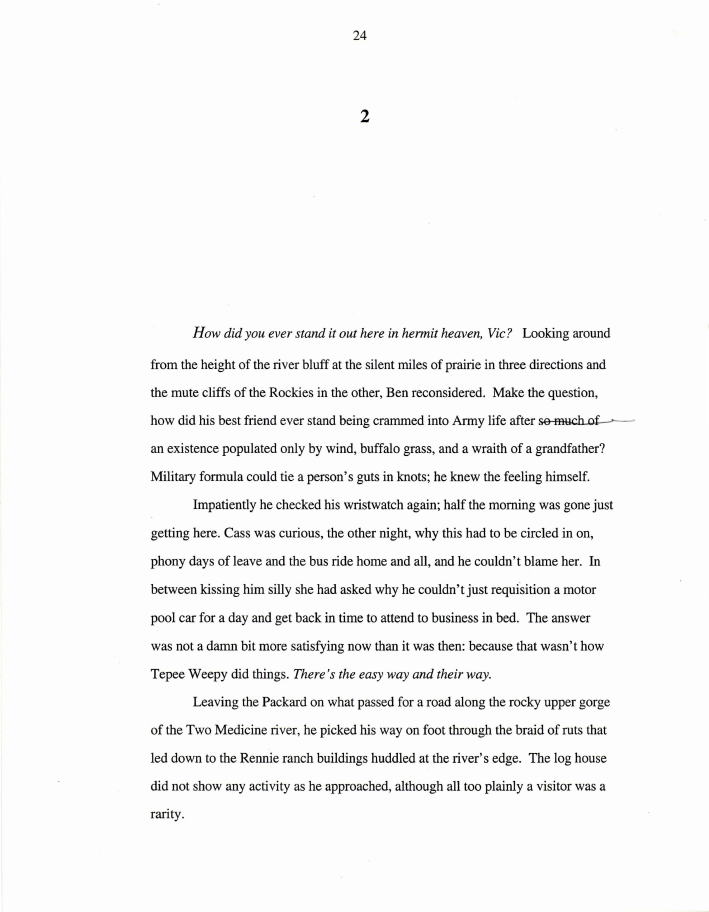 24
2
How did you ever stand it out here in hermit heaven, Vic? Looking around
from the height of the river bluff at the silent miles of prairie in three directions and
the mute cliffs of the Rockies in the other, Ben reconsidered. Make the question,
how did his best friend ever stand being crammed into Army life after so much of
an existence populated only by wind, buffalo grass, and a wraith of a grandfather?
Military formula could tie a person's guts in knots; he knew the feeling himself.
Impatiently he checked his wristwatch again; half the morning was gone just
getting here. Cass was curious, the other night, why this had to be circled in on,
phony days of leave and the bus ride home and all, and he couldn't blame her. In
between kissing him silly she had asked why he couldn't just requisition a motor
pool car for a day and get back in time to attend to business in bed. The answer
was not a damn bit more satisfying now than it was then: because that wasn't how
Tepee Weepy did things. There's the easy way and their way.
Leaving the Packard on what passed for a road along the rocky upper gorge
of the Two Medicine river, he picked his way on foot through the braid of ruts that
led down to the Rennie ranch buildings huddled at the river's edge. The log house
did not show any activity as he approached, although all too plainly a visitor was a
rarity.